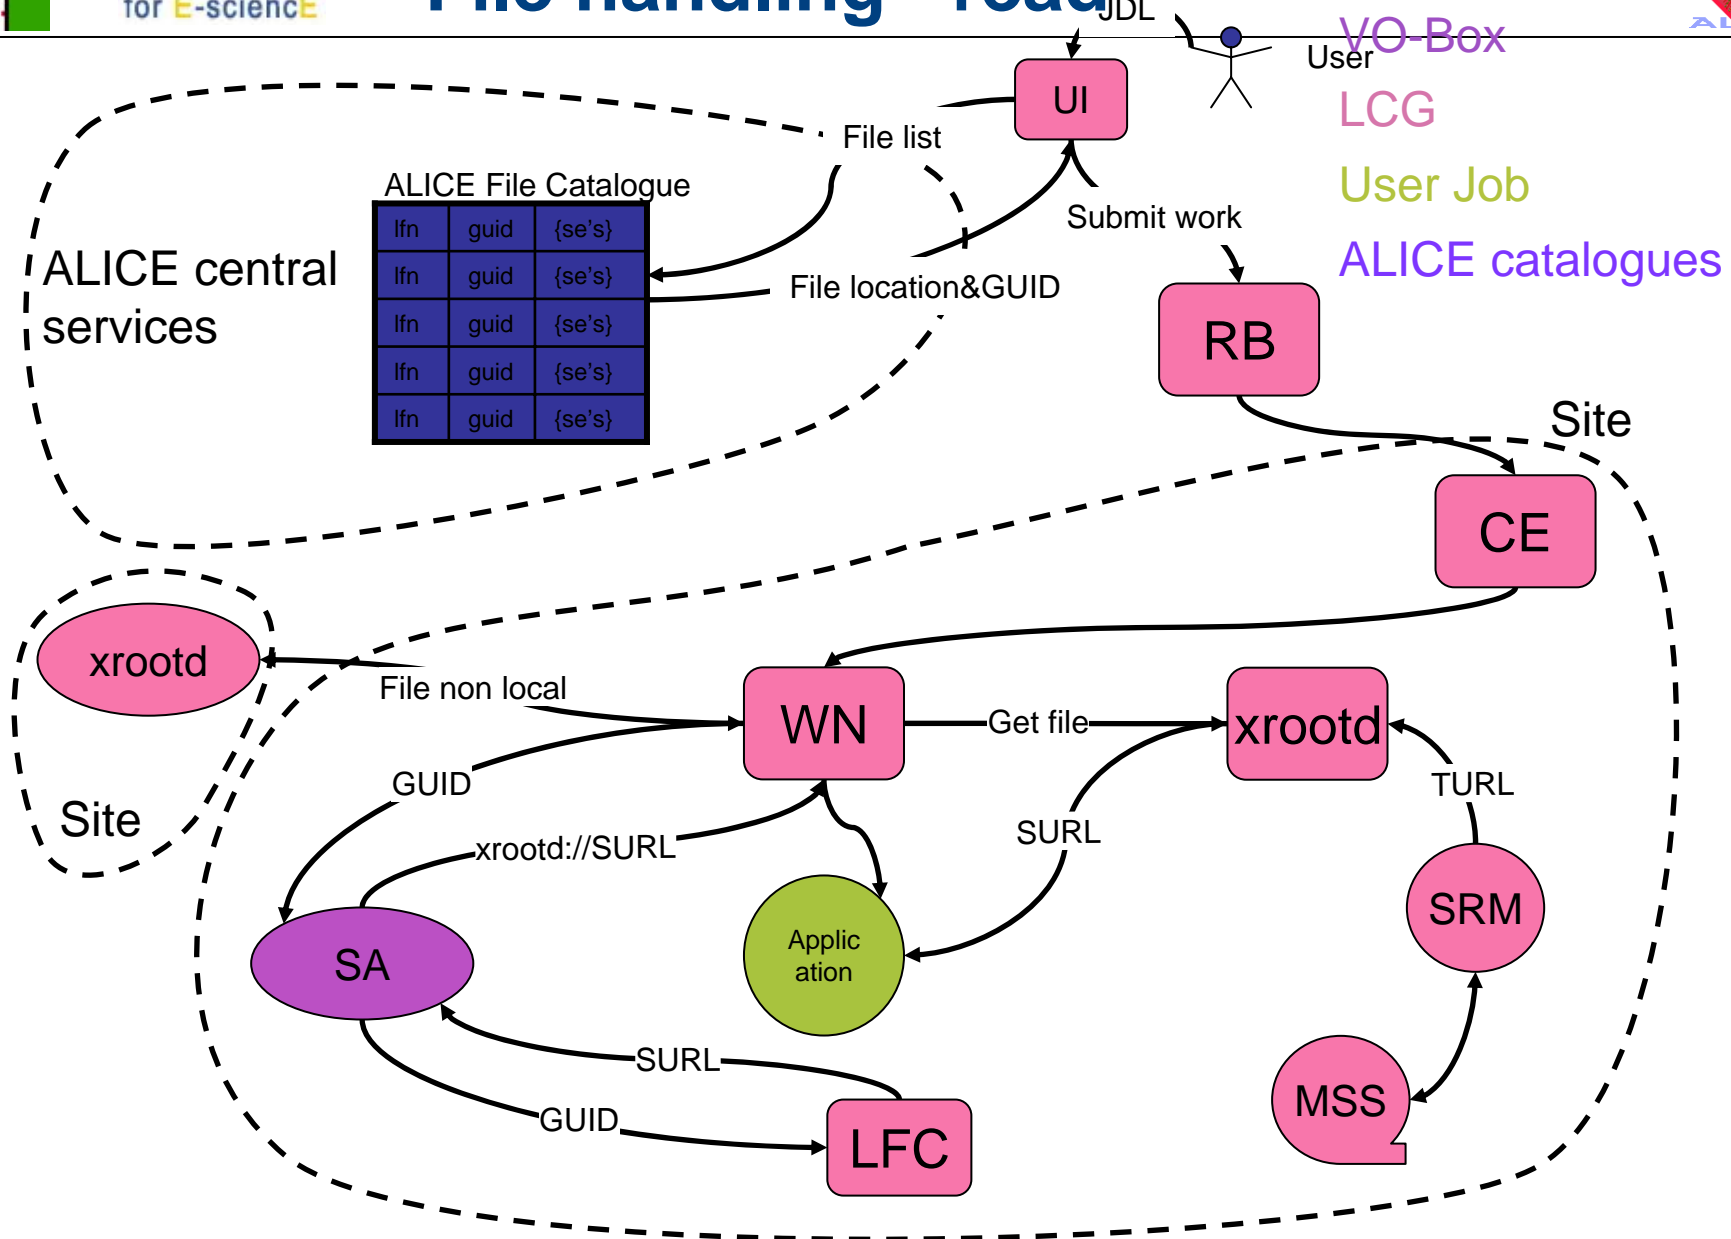 for E-sciencE
JDL
User
VO-Box
LCG
User Job
ALICE catalogues
UI
File list
ALICE File Catalogue
lfn guid {se's}
lfn guid {se's}
lfn guid {se's}
lfn guid {se's}
lfn guid {se's}
ALICE central
services
Submit work
File location&GUID
RB
Site
CE
xrootd
File non local
WN
Get file
xrootd
GUID
TURL
Site
xrootd://SURL
SURL
SRM
SA
Applic
ation
SURL
MSS
GUID
LFC